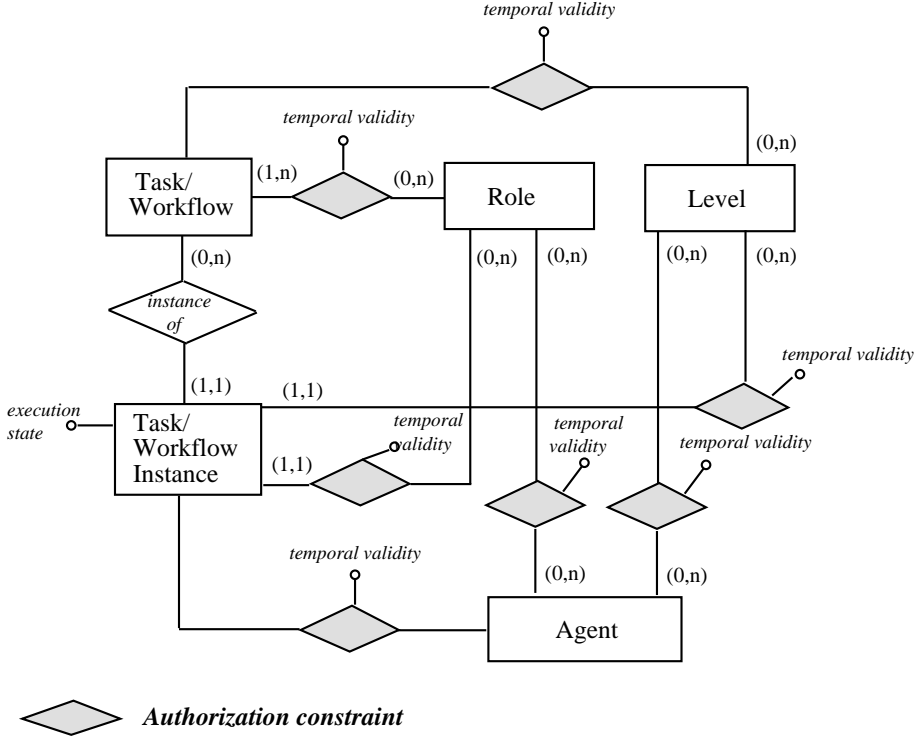 temporal validity
(0,n)
temporal validity
(1,n)
(0,n)
Task/
Workflow
Role
Level
(0,n)
(0,n)
(0,n)
(0,n)
(0,n)
instance
of
temporal validity
(1,1)
(1,1)
execution
state
Task/
Workflow
Instance
temporal
validity
temporal
validity
temporal validity
(1,1)
temporal validity
(0,n)
(0,n)
Agent
Authorization constraint